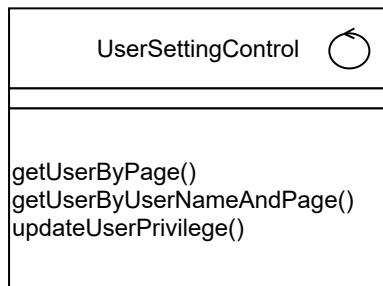 UserSettingControl
getUserByPage()
getUserByUserNameAndPage()
updateUserPrivilege()